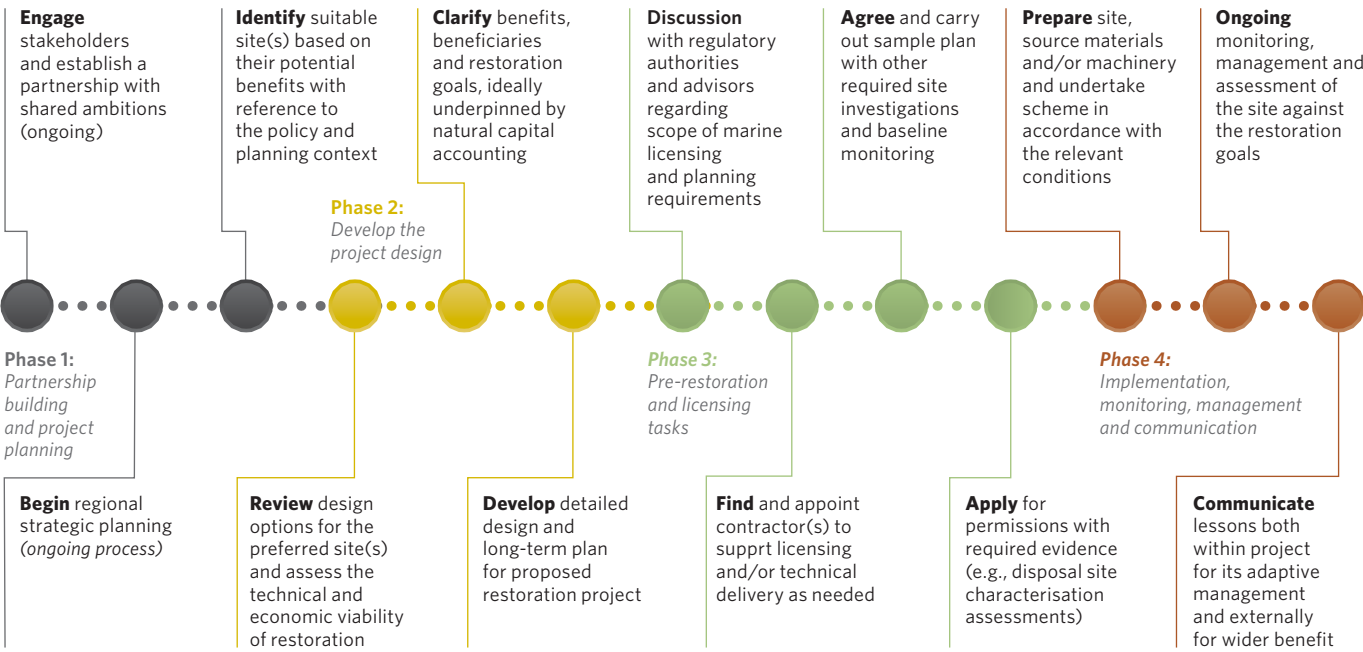 Engage
stakeholders
and establish a
partnership with
shared ambitions
(ongoing)
Identify suitable
site(s) based on
their potential
benefits with
reference to
the policy and
planning context
Clarify benefits,
beneficiaries
and restoration
goals, ideally
underpinned by
natural capital
accounting
Discussion
with regulatory
authorities
and advisors
regarding
scope of marine
licensing
and planning
requirements
Agree and carry
out sample plan
with other
required site
investigations
and baseline
monitoring
Prepare site,
source materials
and/or machinery
and undertake
scheme in
accordance with
the relevant
conditions
Ongoing
monitoring,
management and
assessment of
the site against
the restoration
goals
Phase 2:
Develop the
project design
Phase 1:
Partnership
building
and project
planning
Phase 3:
Pre-restoration
and licensing
tasks
Phase 4:
Implementation,
monitoring, management
and communication
Begin regional
strategic planning
(ongoing process)
Review design
options for the
preferred site(s)
and assess the
technical and
economic viability
of restoration
Develop detailed
design and
long-term plan
for proposed
restoration project
Find and appoint
contractor(s) to
supprt licensing
and/or technical
delivery as needed
Apply for
permissions with
required evidence
(e.g., disposal site
characterisation
assessments)
Communicate
lessons both
within project
for its adaptive
management
and externally
for wider benefit